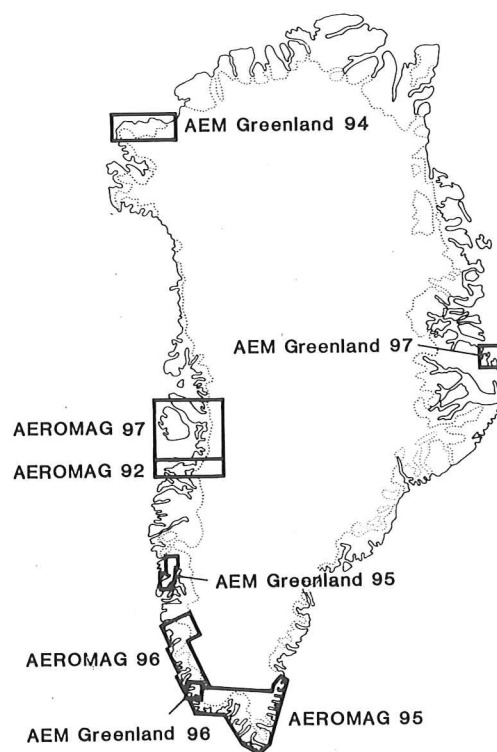 AEM Greenland 94
AEM Greenland
97
AEROMAG 97
AEROMAG 92
AEM Greenland 95
AEROMAG 96
AEM Greenland
96
AEROMAG 95